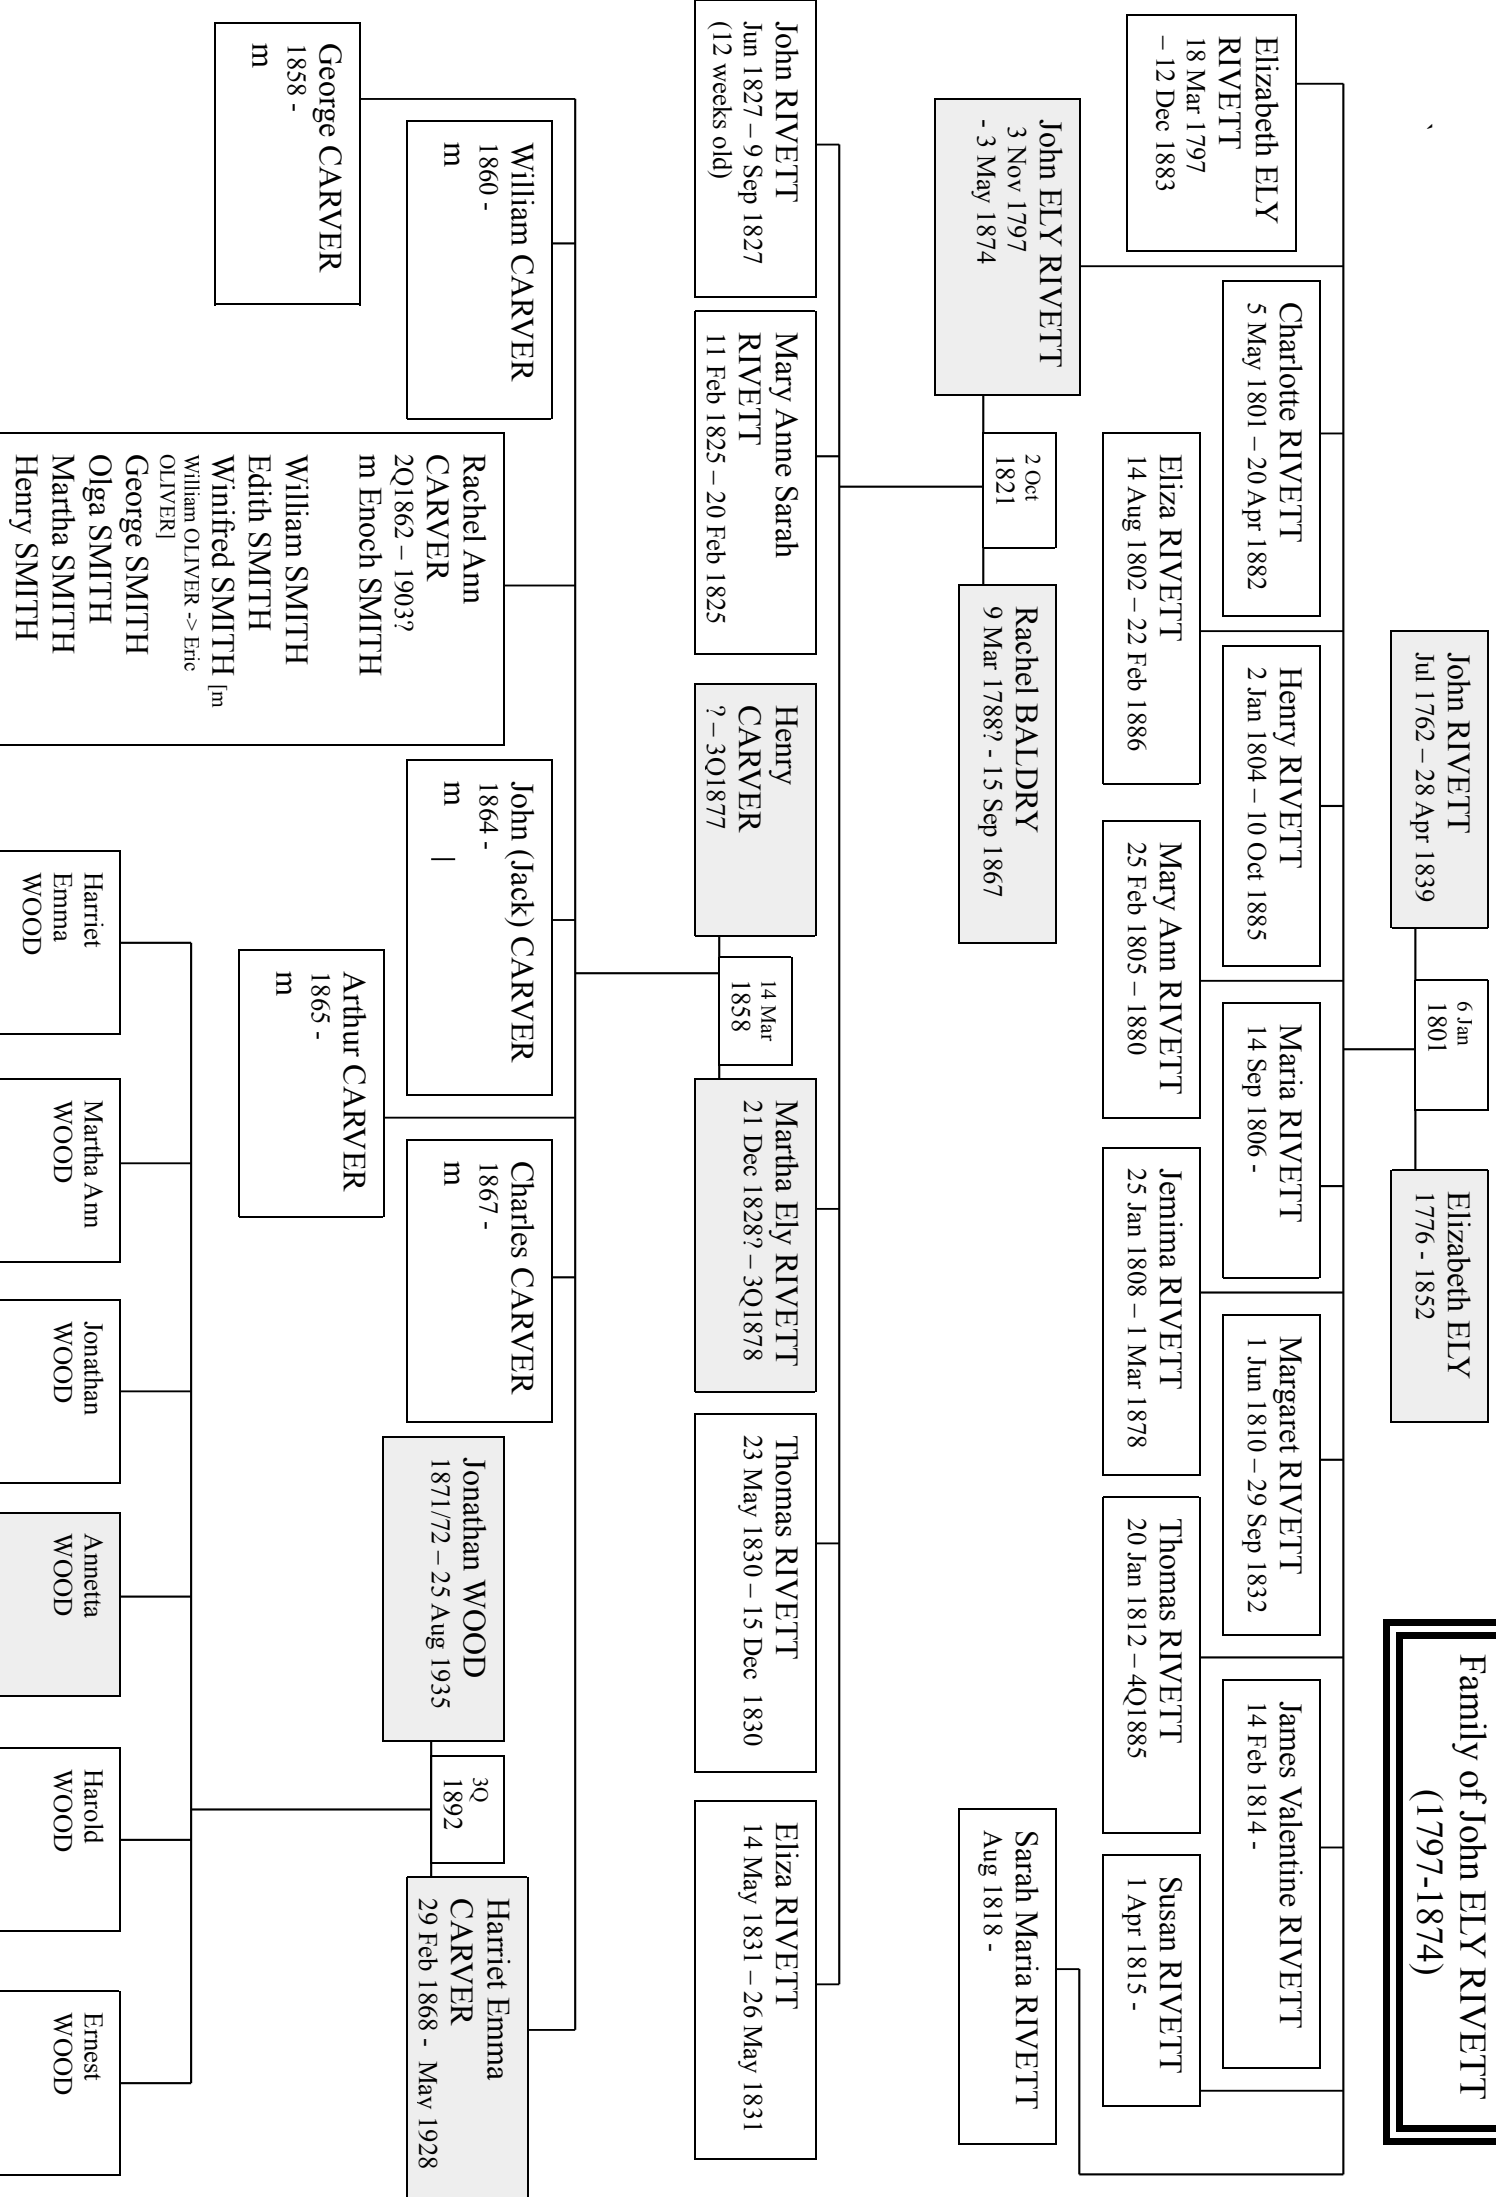 Family of John ELY RIVETT
(1797-1874)
John RIVETT
Jul 1762 – 28 Apr 1839
6 Jan
1801
Elizabeth ELY
1776 - 1852
Elizabeth ELY
RIVETT
18 Mar 1797
– 12 Dec 1883
Charlotte RIVETT
5 May 1801 – 20 Apr 1882
Henry RIVETT
2 Jan 1804 – 10 Oct 1885
Maria RIVETT
14 Sep 1806 -
Margaret RIVETT
1 Jun 1810 – 29 Sep 1832
James Valentine RIVETT
14 Feb 1814 -
Eliza RIVETT
14 Aug 1802 – 22 Feb 1886
Mary Ann RIVETT
25 Feb 1805 – 1880
Jemima RIVETT
25 Jan 1808 – 1 Mar 1878
Thomas RIVETT
20 Jan 1812 – 4Q1885
Susan RIVETT
1 Apr 1815 -
John ELY RIVETT
3 Nov 1797
- 3 May 1874
2 Oct
1821
Rachel BALDRY
9 Mar 1788? - 15 Sep 1867
Sarah Maria RIVETT
Aug 1818 -
John RIVETT
Jun 1827 – 9 Sep 1827
(12 weeks old)
Mary Anne Sarah
RIVETT
11 Feb 1825 – 20 Feb 1825
Henry
CARVER
? – 3Q1877
14 Mar
1858
Martha Ely RIVETT
21 Dec 1828? – 3Q1878
Thomas RIVETT
23 May 1830 – 15 Dec 1830
Eliza RIVETT
14 May 1831 – 26 May 1831
George CARVER
1858 -
m
William CARVER
1860 -
m
Rachel Ann
CARVER
2Q1862 – 1903?
m Enoch SMITH
William SMITH
Edith SMITH
Winifred SMITH [m
William OLIVER -> Eric
OLIVER]
George SMITH
Olga SMITH
Martha SMITH
Henry SMITH
John (Jack) CARVER
1864 -
m |
Arthur CARVER
1865 -
m
Charles CARVER
1867 -
m
Jonathan WOOD
1871/72 – 25 Aug 1935
3Q
1892
Harriet Emma
CARVER
29 Feb 1868 - May 1928
Harriet
Emma
WOOD
Martha Ann
WOOD
Jonathan
WOOD
Annetta
WOOD
Harold
WOOD
Ernest
WOOD